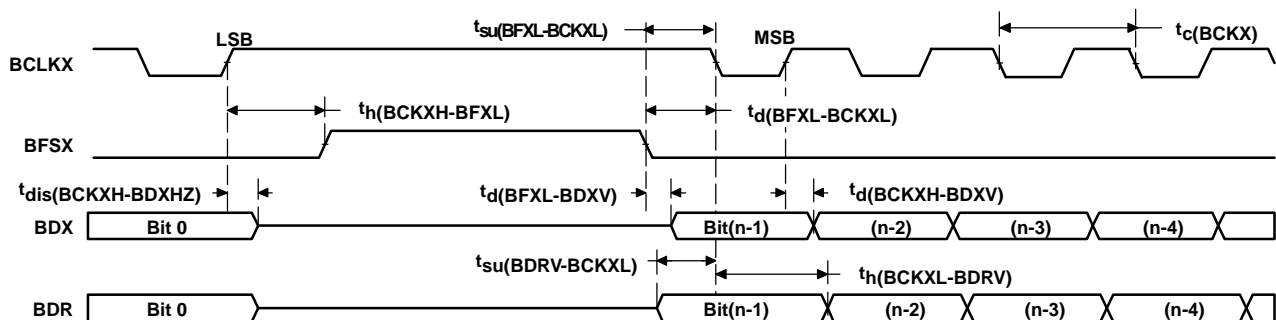 LSB
tsu(BFXL-BCKXL)
MSB
tc(BCKX)
BCLKX
th(BCKXH-BFXL)
td(BFXL-BCKXL)
BFSX
tdis(BCKXH-BDXHZ)
td(BFXL-BDXV)
td(BCKXH-BDXV)
BDX Bit 0 Bit(n-1) (n-2) (n-3) (n-4)
tsu(BDRV-BCKXL)
th(BCKXL-BDRV)
BDR Bit 0 Bit(n-1) (n-2) (n-3) (n-4)